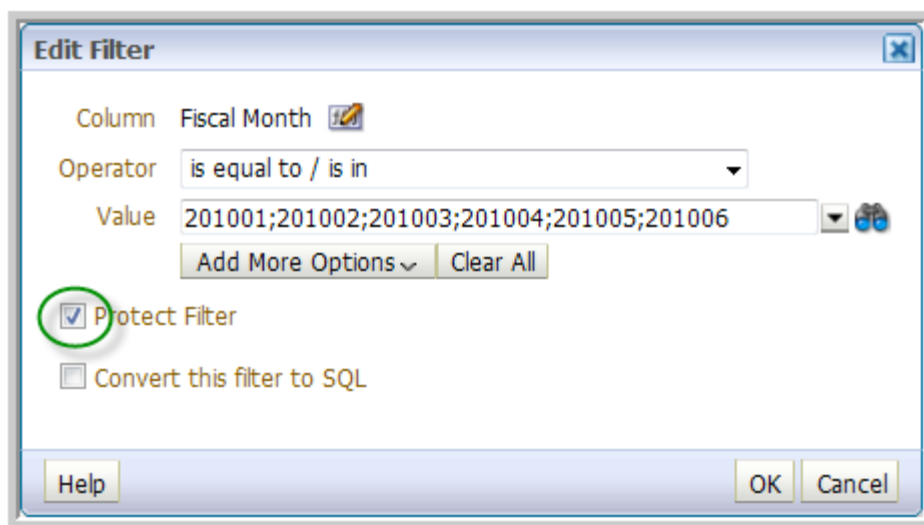 Edit Filter
Column Fiscal Month
Operator is equal to / is in
Value 201001;201002;201003;201004;201005;201006
Add More Options Clear All
Protect Filter
Convert this filter to SQL
Help OK Cancel